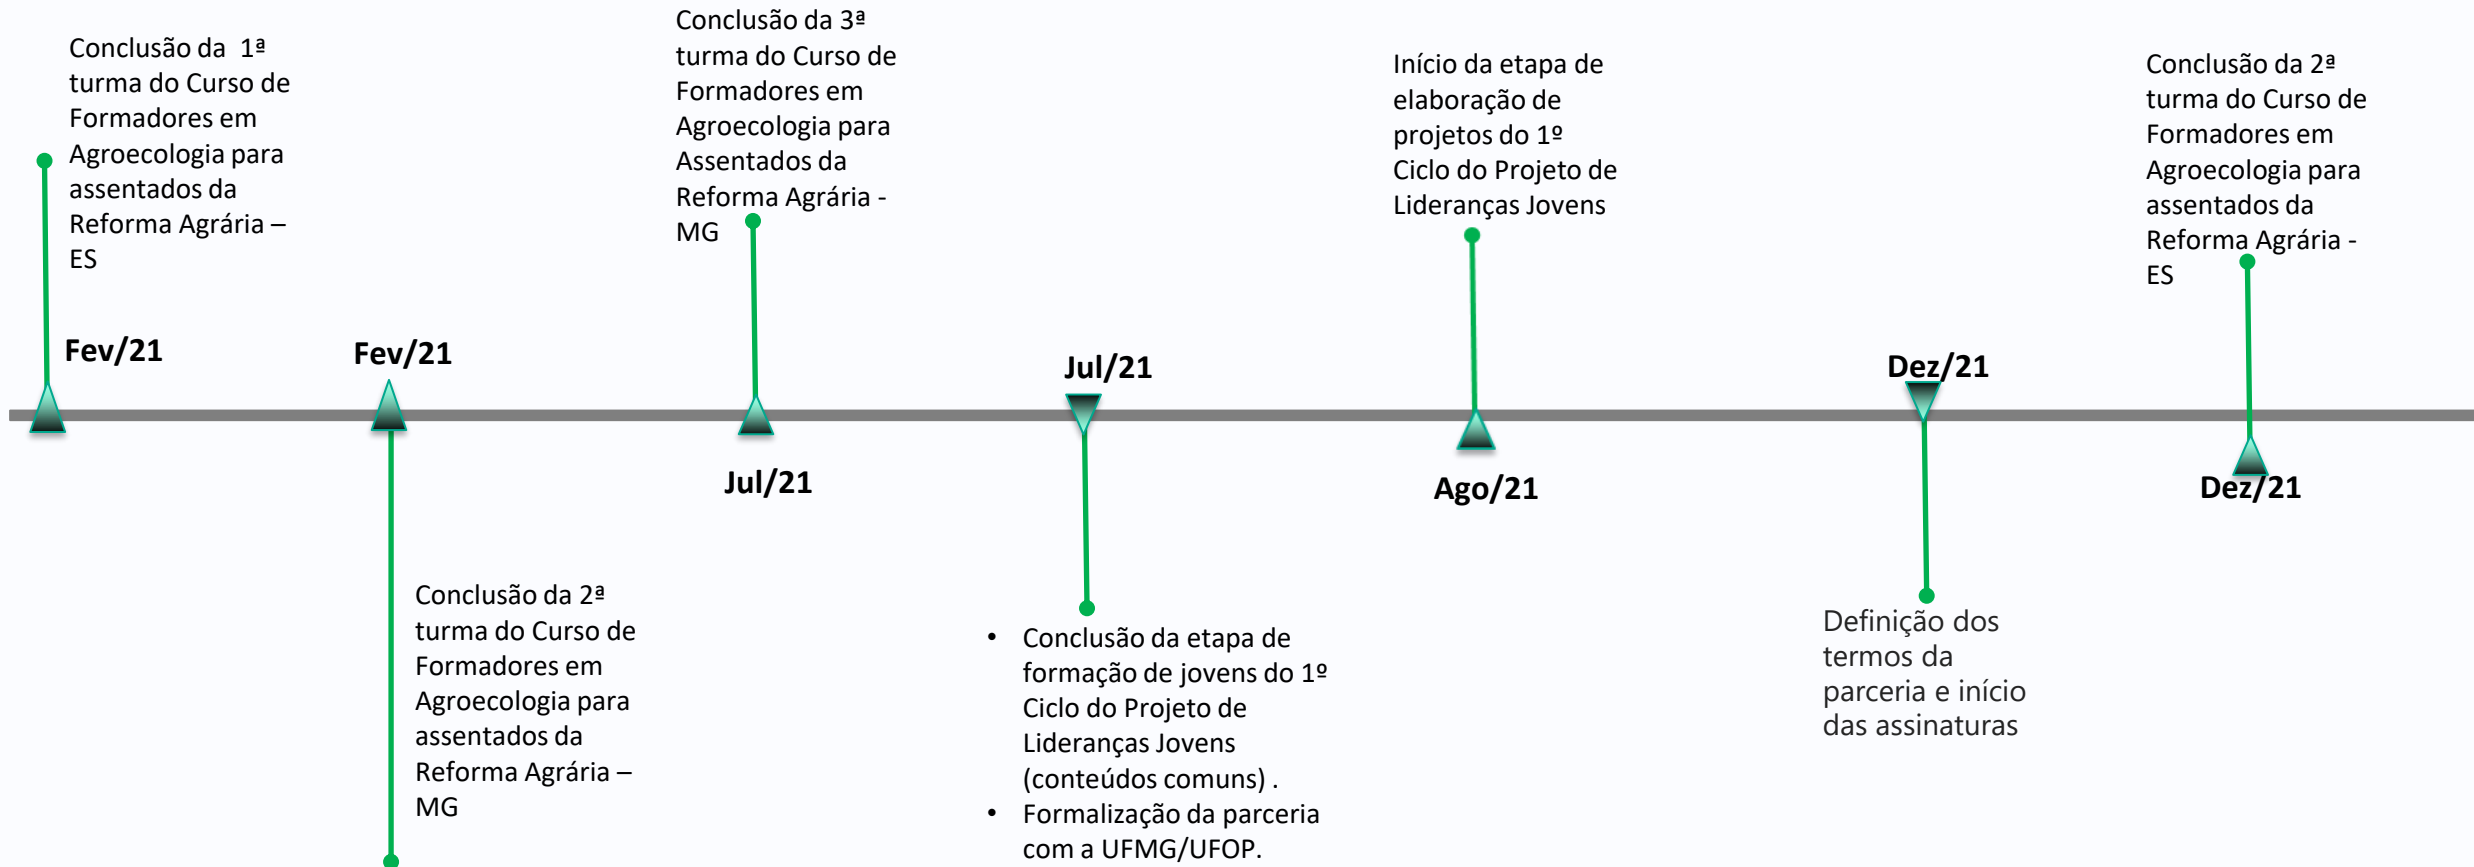 Conclusão da 1ª
turma do Curso de
Formadores em
Agroecologia para
assentados da
Reforma Agrária –
ES
Fev/21
Fev/21
Conclusão da 2ª
turma do Curso de
Formadores em
Agroecologia para
assentados da
Reforma Agrária –
MG
Conclusão da 3ª
turma do Curso de
Formadores em
Agroecologia para
Assentados da
Reforma Agrária -
MG
Jul/21
Jul/21
• Conclusão da etapa de
formação de jovens do 1º
Ciclo do Projeto de
Lideranças Jovens
(conteúdos comuns) .
• Formalização da parceria
com a UFMG/UFOP.
Início da etapa de
elaboração de
projetos do 1º
Ciclo do Projeto de
Lideranças Jovens
Ago/21
Dez/21
Definição dos
termos da
parceria e início
das assinaturas
Conclusão da 2ª
turma do Curso de
Formadores em
Agroecologia para
assentados da
Reforma Agrária -
ES
Dez/21